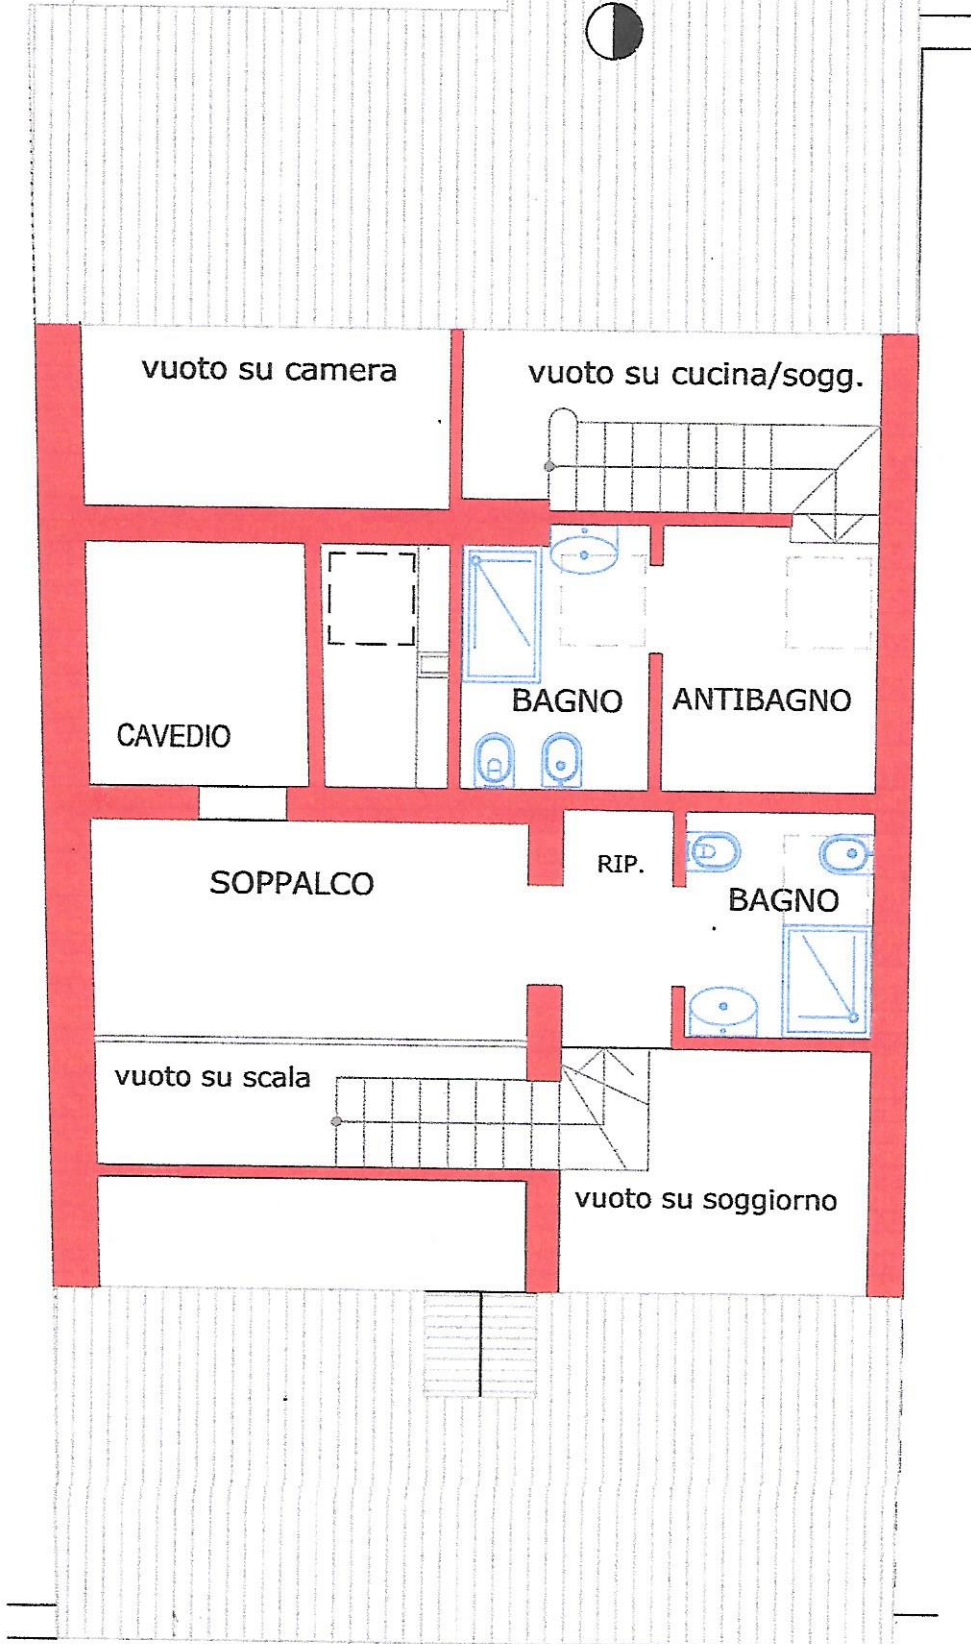 vuoto su camera
vuoto su cucina/sogg.
BAGNO
ANTIBAGNO
CAVEDIO
SOPPALCO
RIP.
BAGNO
vuoto su scala
vuoto su soggiorno